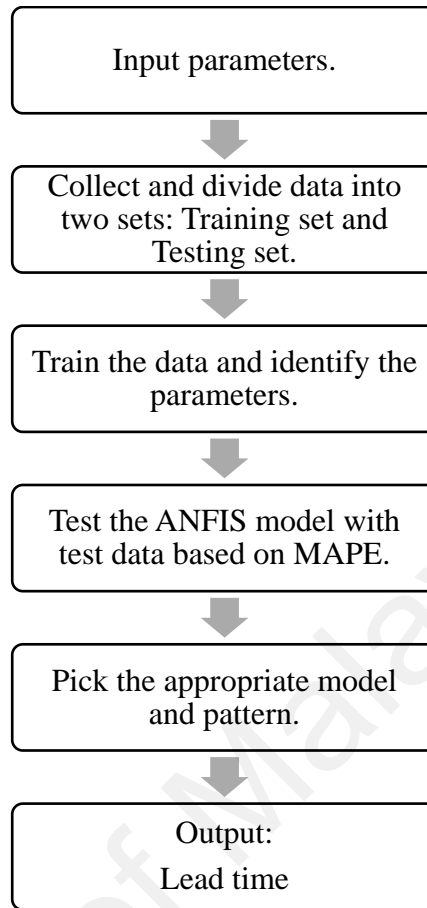 Input parameters.
Collect and divide data into
two sets: Training set and
Testing set.
Train the data and identify the
parameters.
Test the ANFIS model with
test data based on MAPE.
Pick the appropriate model
and pattern.
Output:
Lead time
of Malay